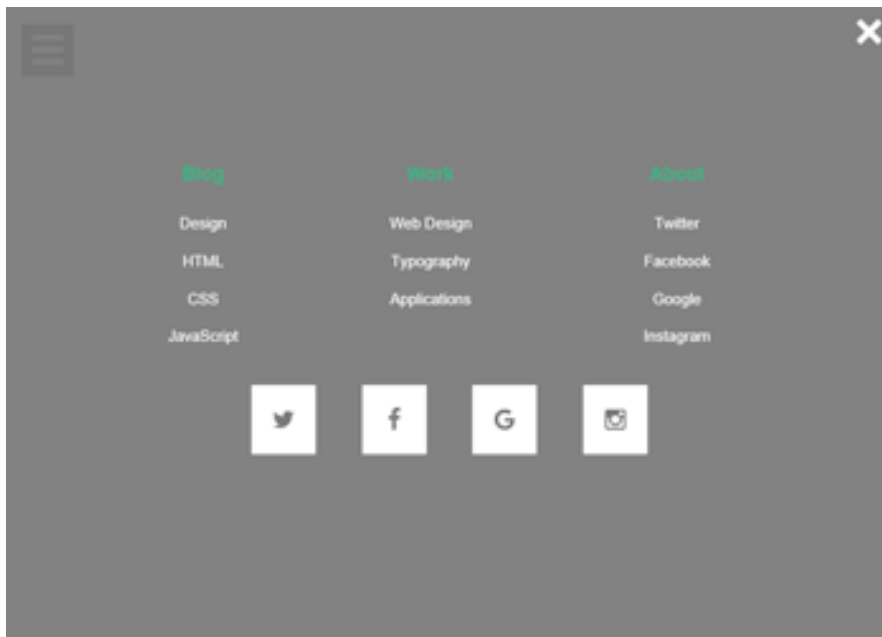 Blog Work About
Design Web Design Twitter
HTML Typography Facebook
CSS Applications Google
JavaScript Instagram